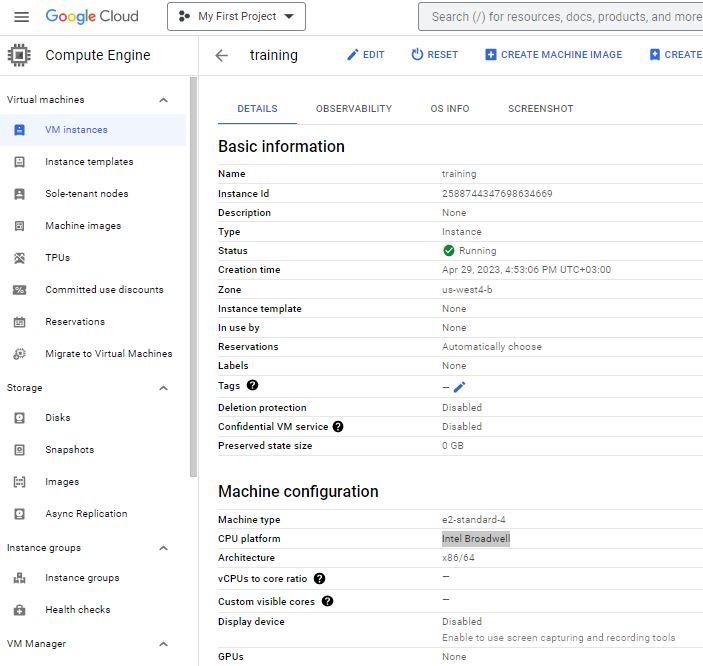 Google Cloud
My First Project
Search (/) for resources, docs, products, and more
Compute Engine
training
EDIT
RESET
CREATE MACHINE IMAGE
CREATE
Virtual machines
VM instances
Instance templates
Sole-tenant nodes
Machine images
TPUs
Committed use discounts
Reservations
Migrate to Virtual Machines
Storage
Disks
Snapshots
Images
Async Replication
Instance groups
Instance groups
Health checks
VM Manager
DETAILS
OBSERVABILITY
OS INFO
SCREENSHOT
Basic information
Name training
Instance Id 2588744347698634669
Description None
Type Instance
Status Running
Creation time Apr 29, 2023, 4:53:06 PM UTC+03:00
Zone us-west4-b
Instance template None
In use by None
Reservations Automatically choose
Labels None
Tags ? —
Deletion protection Disabled
Confidential VM service ? Disabled
Preserved state size 0 GB
Machine configuration
Machine type e2-standard-4
CPU platform Intel Broadwell
Architecture x86/64
vCPUs to core ratio ? —
Custom visible cores ? —
Display device Disabled
Enable to use screen capturing and recording tools
GPUs None